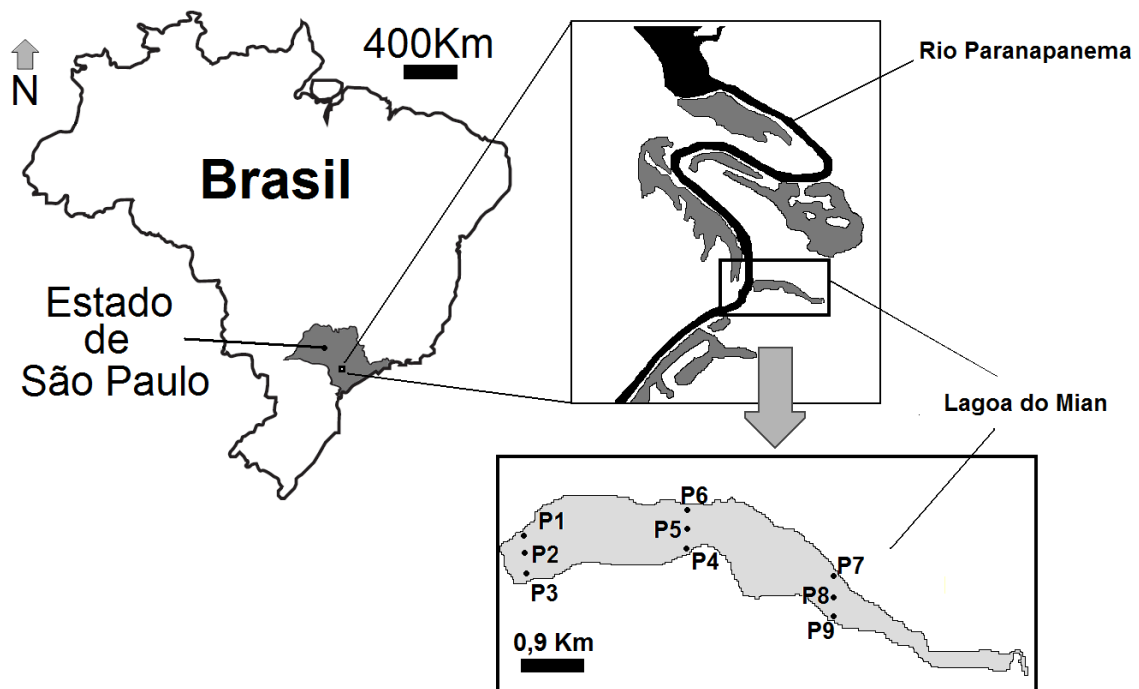 400Km
N
Brasil
Estado
de
São Paulo
Rio Paranapanema
Lagoa do Mian
P1
P2
P3
P6
P5
P4
P7
P8
P9
0,9 Km